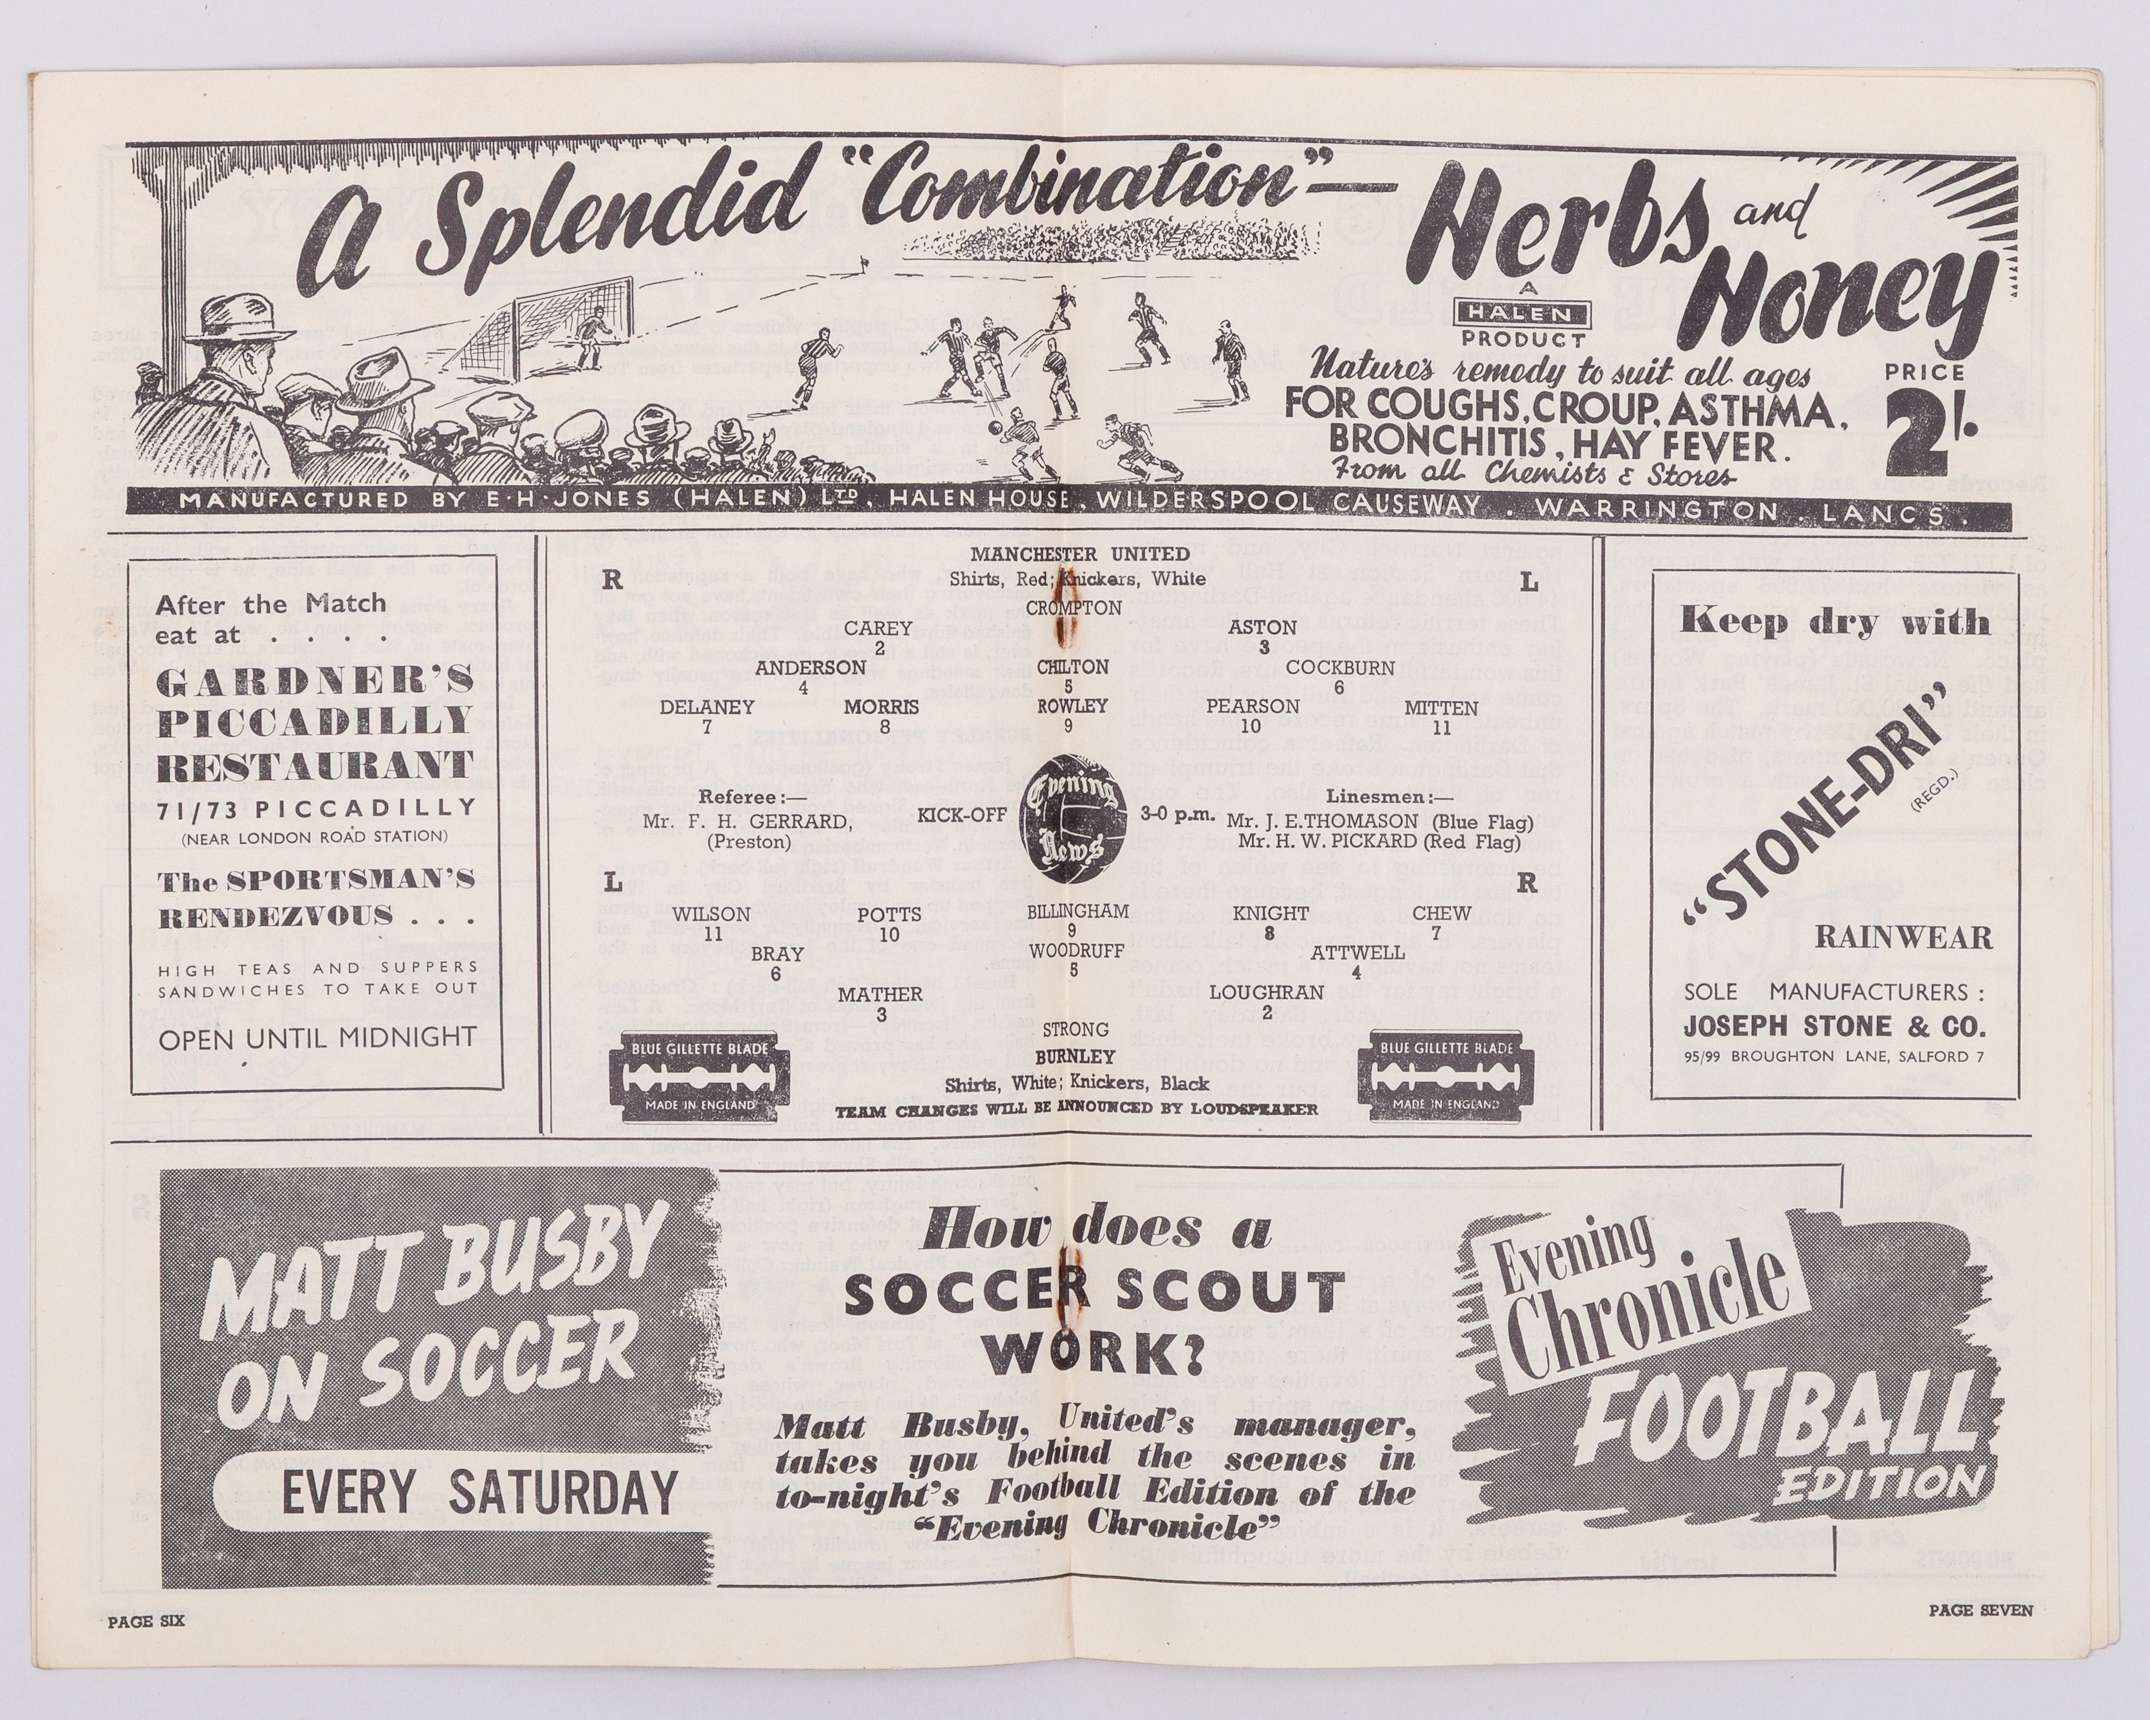 A Splendid "Combination"— Herbs and Honey
A
HALEN
PRODUCT
Nature's remedy to suit all ages
FOR COUGHS, CROUP, ASTHMA,
BRONCHITIS, HAY FEVER.
From all Chemists & Stores
PRICE
2/-
MANUFACTURED BY E·H·JONES (HALEN) LTD, HALEN HOUSE, WILDERSPOOL CAUSEWAY . WARRINGTON . LANCS.
After the Match
eat at . . . .
GARDNER'S
PICCADILLY
RESTAURANT
71/73 PICCADILLY
(NEAR LONDON ROAD STATION)
The SPORTSMAN'S
RENDEZVOUS . . .
HIGH TEAS AND SUPPERS
SANDWICHES TO TAKE OUT
OPEN UNTIL MIDNIGHT
MANCHESTER UNITED
R Shirts, Red; Knickers, White L
CROMPTON
CAREY ASTON
2 3
ANDERSON CHILTON COCKBURN
4 5 6
DELANEY MORRIS ROWLEY PEARSON MITTEN
7 8 9 10 11
Referee:— Linesmen:—
Mr. F. H. GERRARD, KICK-OFF Evening News 3-0 p.m. Mr. J. E. THOMASON (Blue Flag)
(Preston) Mr. H. W. PICKARD (Red Flag)
L R
WILSON POTTS BILLINGHAM KNIGHT CHEW
11 10 9 8 7
BRAY WOODRUFF ATTWELL
6 5 4
MATHER LOUGHRAN
3 2
STRONG
BURNLEY
Shirts, White; Knickers, Black
TEAM CHANGES WILL BE ANNOUNCED BY LOUDSPEAKER
BLUE GILLETTE BLADE
MADE IN ENGLAND
BLUE GILLETTE BLADE
MADE IN ENGLAND
Keep dry with
"STONE-DRI"
(REGD.)
RAINWEAR
SOLE MANUFACTURERS :
JOSEPH STONE & CO.
95/99 BROUGHTON LANE, SALFORD 7
MATT BUSBY
ON SOCCER
EVERY SATURDAY
How does a
SOCCER SCOUT
WORK?
Matt Busby, United's manager,
takes you behind the scenes in
to-night's Football Edition of the
"Evening Chronicle"
Evening
Chronicle
FOOTBALL
EDITION
PAGE SIX
PAGE SEVEN